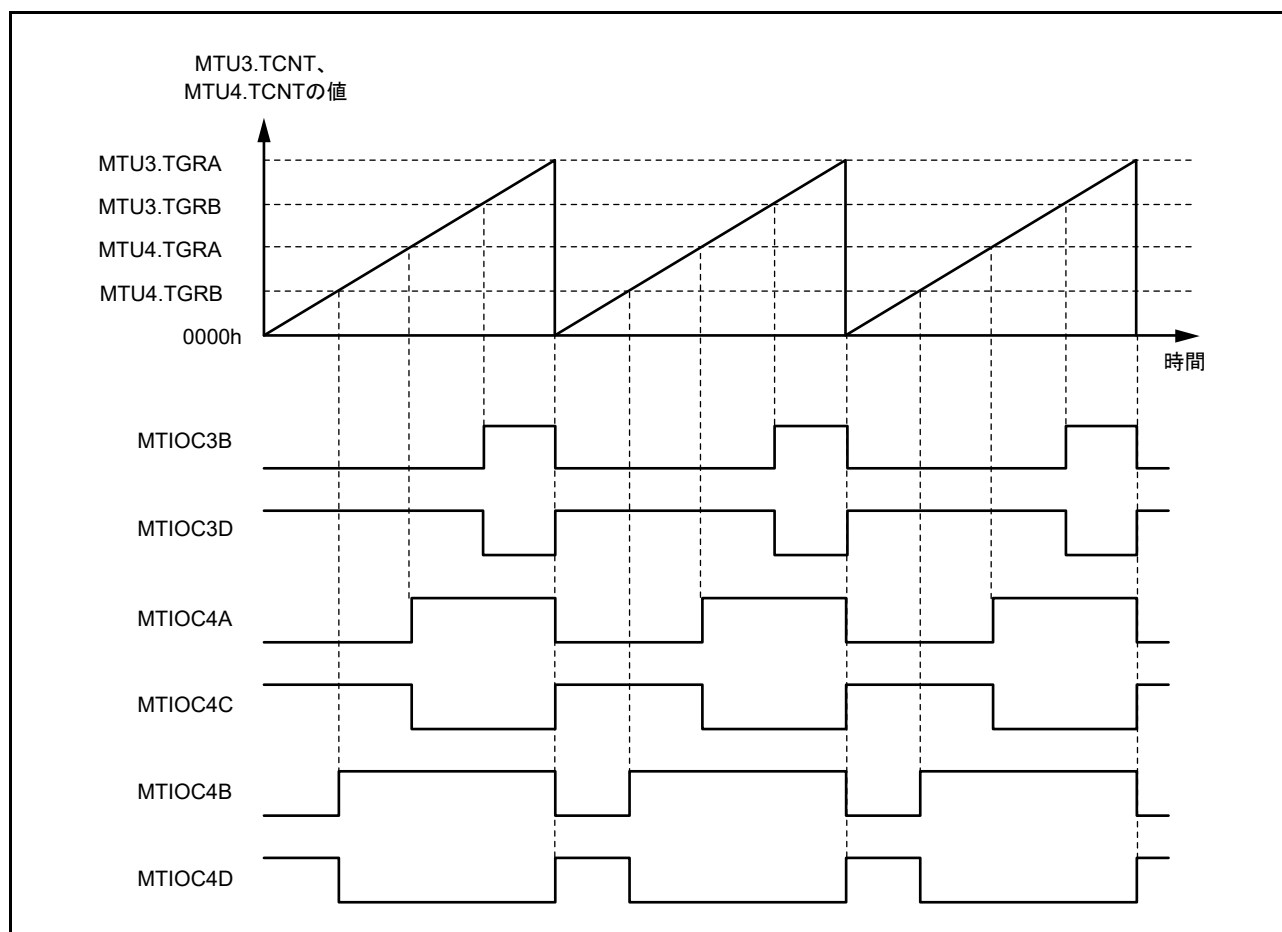 MTU3.TCNT、
MTU4.TCNTの値
MTU3.TGRA
MTU3.TGRB
MTU4.TGRA
MTU4.TGRB
0000h
時間
MTIOC3B
MTIOC3D
MTIOC4A
MTIOC4C
MTIOC4B
MTIOC4D